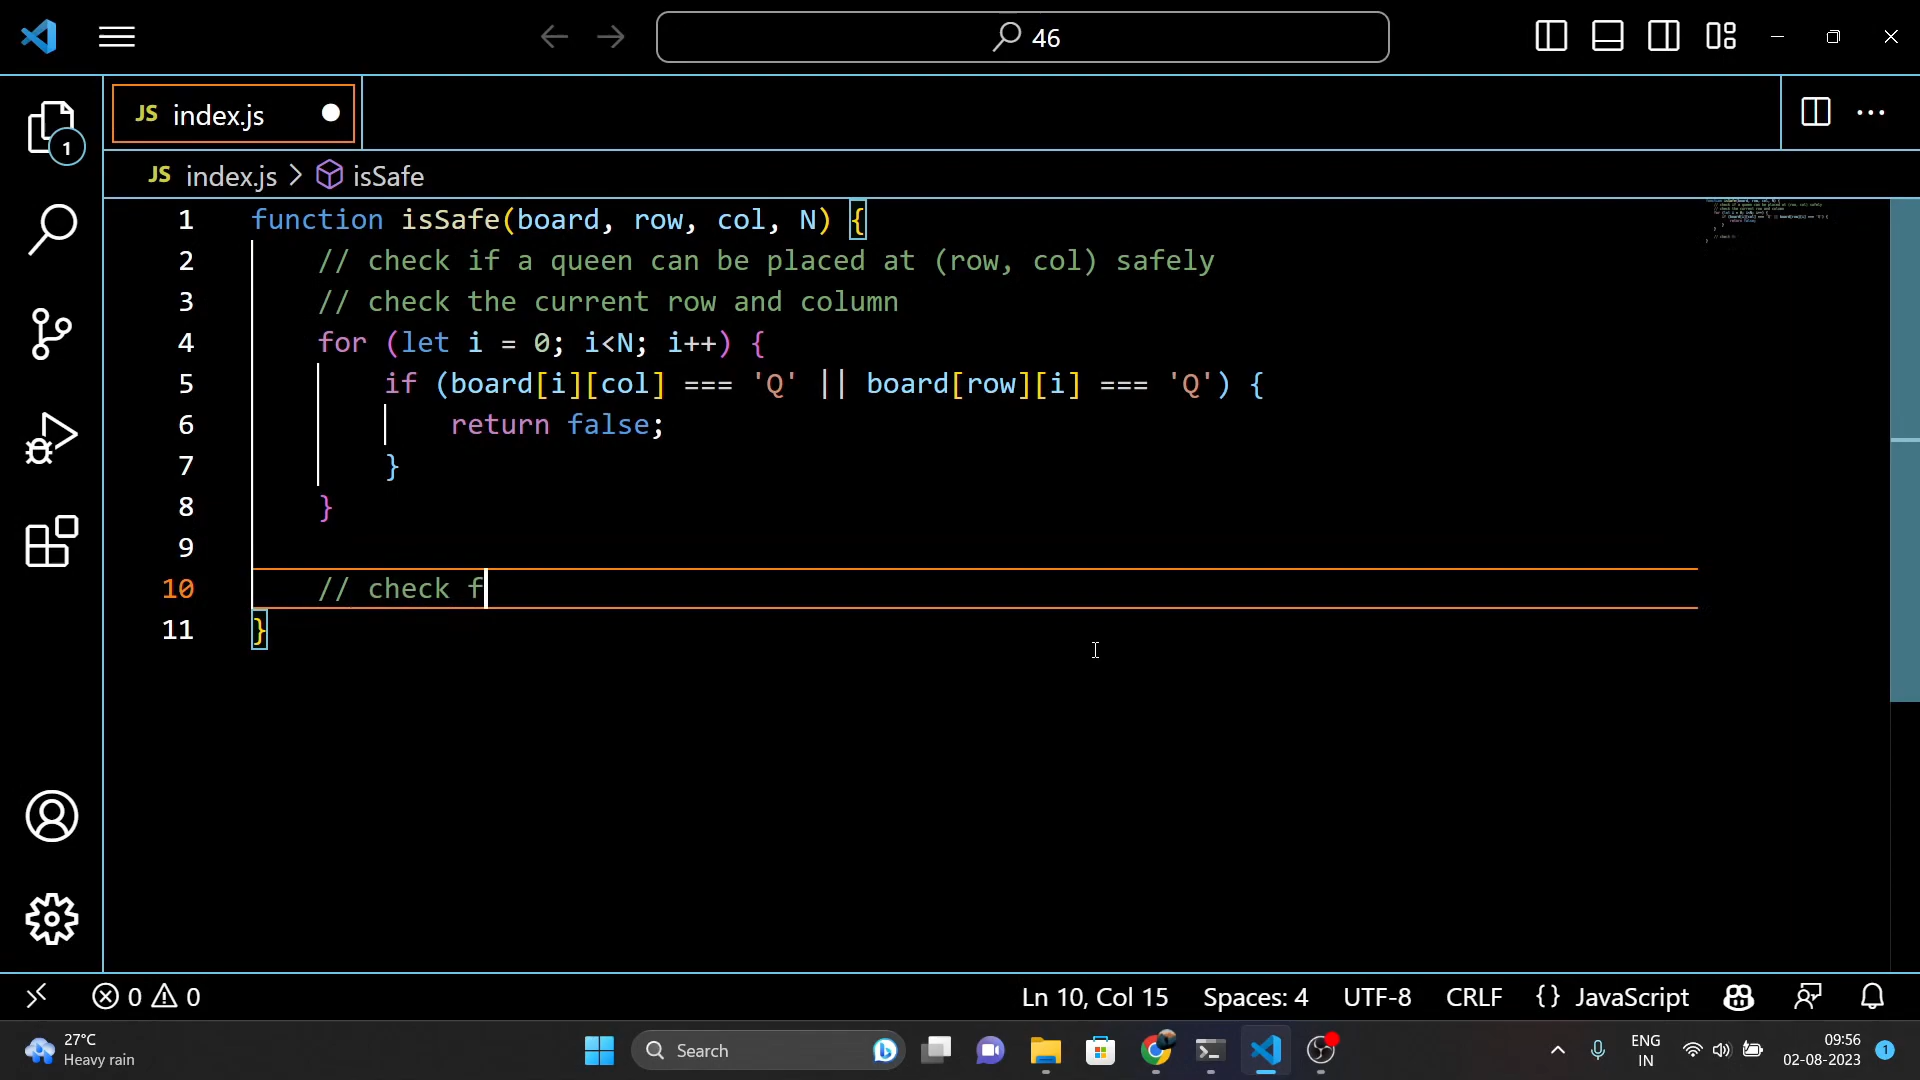 46
JS index.js
1
JS index.js > isSafe
1 function isSafe(board, row, col, N) {
2 // check if a queen can be placed at (row, col) safely
3 // check the current row and column
4 for (let i = 0; i<N; i++) {
5 if (board[i][col] === 'Q' || board[row][i] === 'Q') {
6 return false;
7 }
8 }
9
10 // check f
11 }
0 0 Ln 10, Col 15 Spaces: 4 UTF-8 CRLF {} JavaScript
27°C
Heavy rain
Search
ENG
IN
09:56
02-08-2023
1